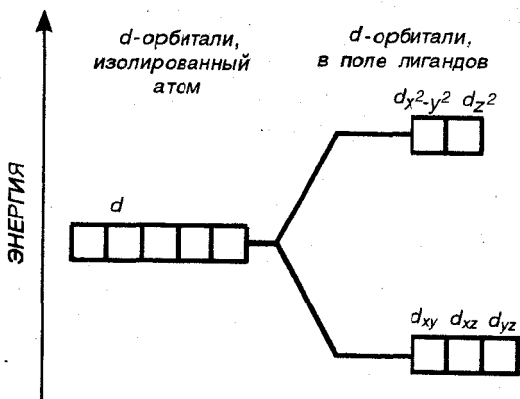 d-орбитали,
изолированный
атом
d-орбитали,
в поле лигандов
dx²-y² dz²
d
ЭНЕРГИЯ
dxy dxz dyz